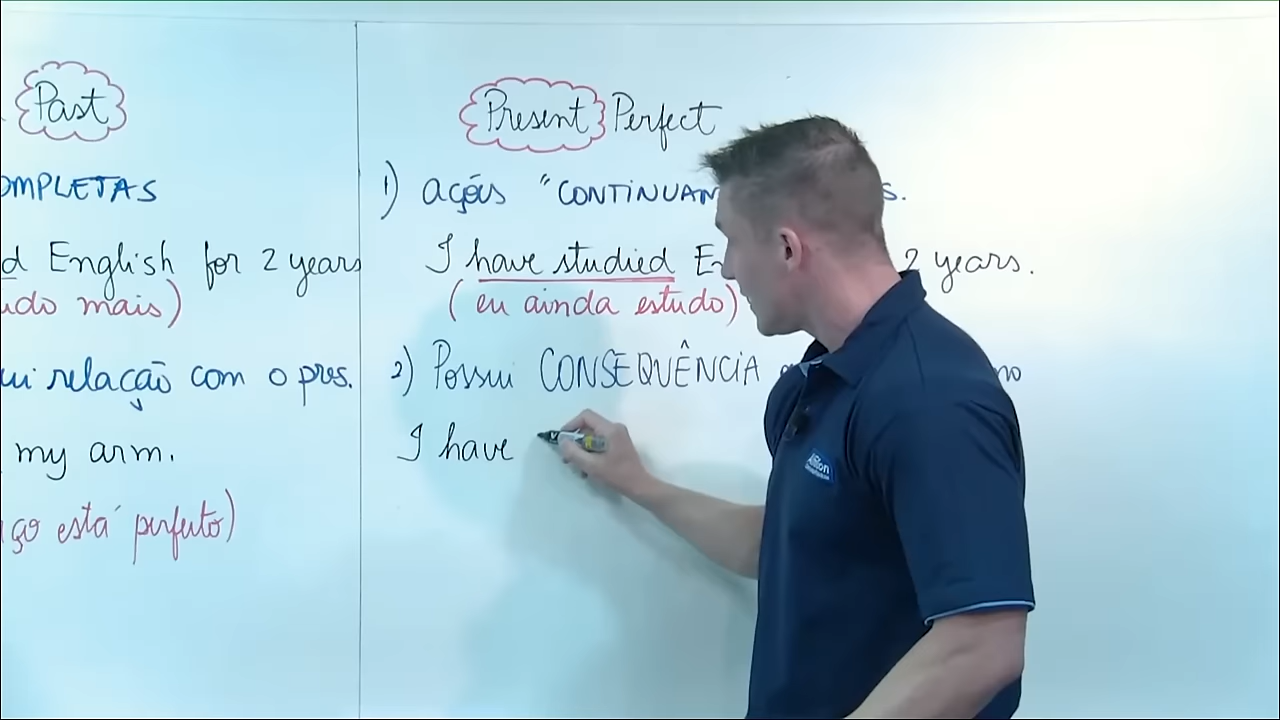 Past
OMPLETAS
d English for 2 years
udo mais)
ui relação com o pres.
my arm.
ço está perfeito)
Present Perfect
1) ações "CONTINUAN s.
I have studied E 2 years.
(eu ainda estudo)
2) Possui CONSEQUÊNCIA no
I have